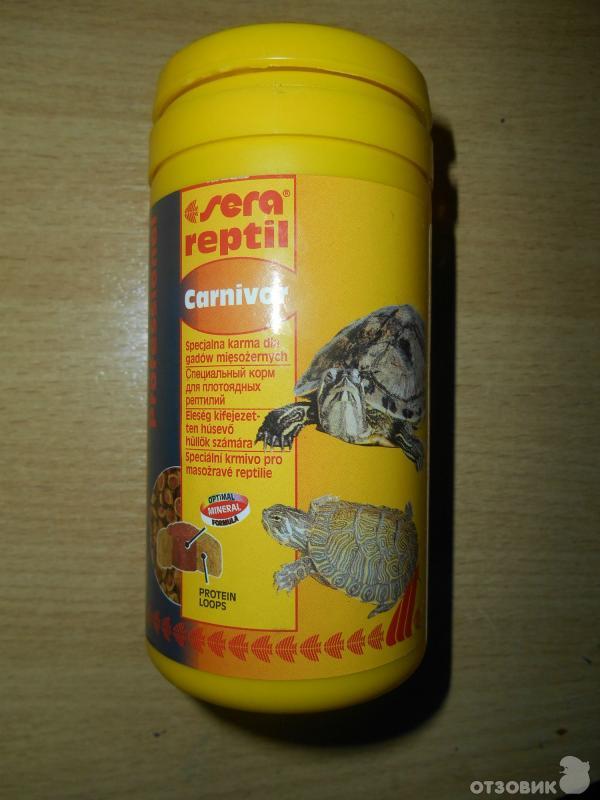 sera®
reptil
Professional
Carnivor
Specjalna karma dla
gadów mięsożernych
Специальный корм
для плотоядных
рептилий
Eleség kifejezet-
ten húsevő
hüllők számára
Speciální krmivo pro
masožravé reptilie
OPTIMAL
MINERAL
FORMULA
PROTEIN
LOOPS
ОТЗОВИК